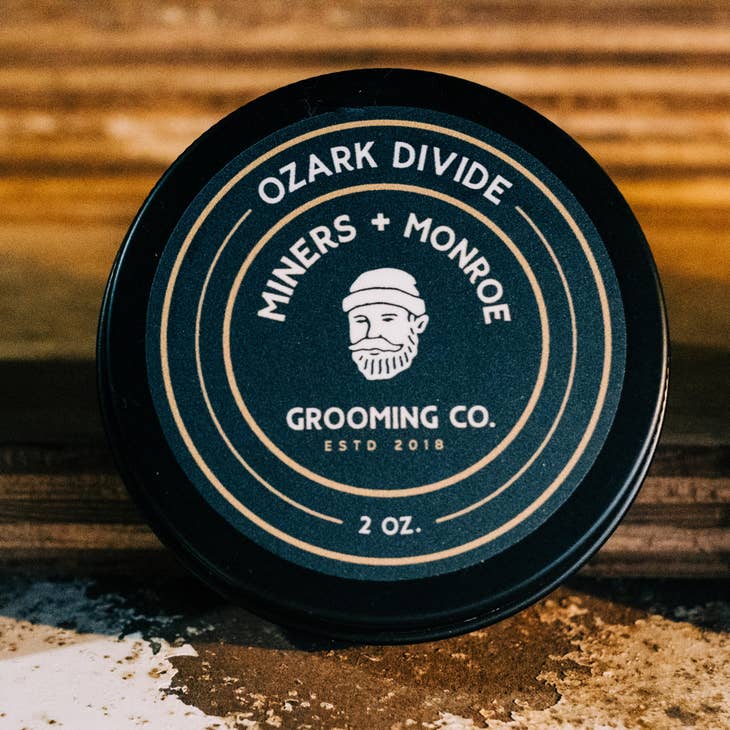 OZARK DIVIDE
MINERS + MONROE
GROOMING CO.
ESTD 2018
2 OZ.